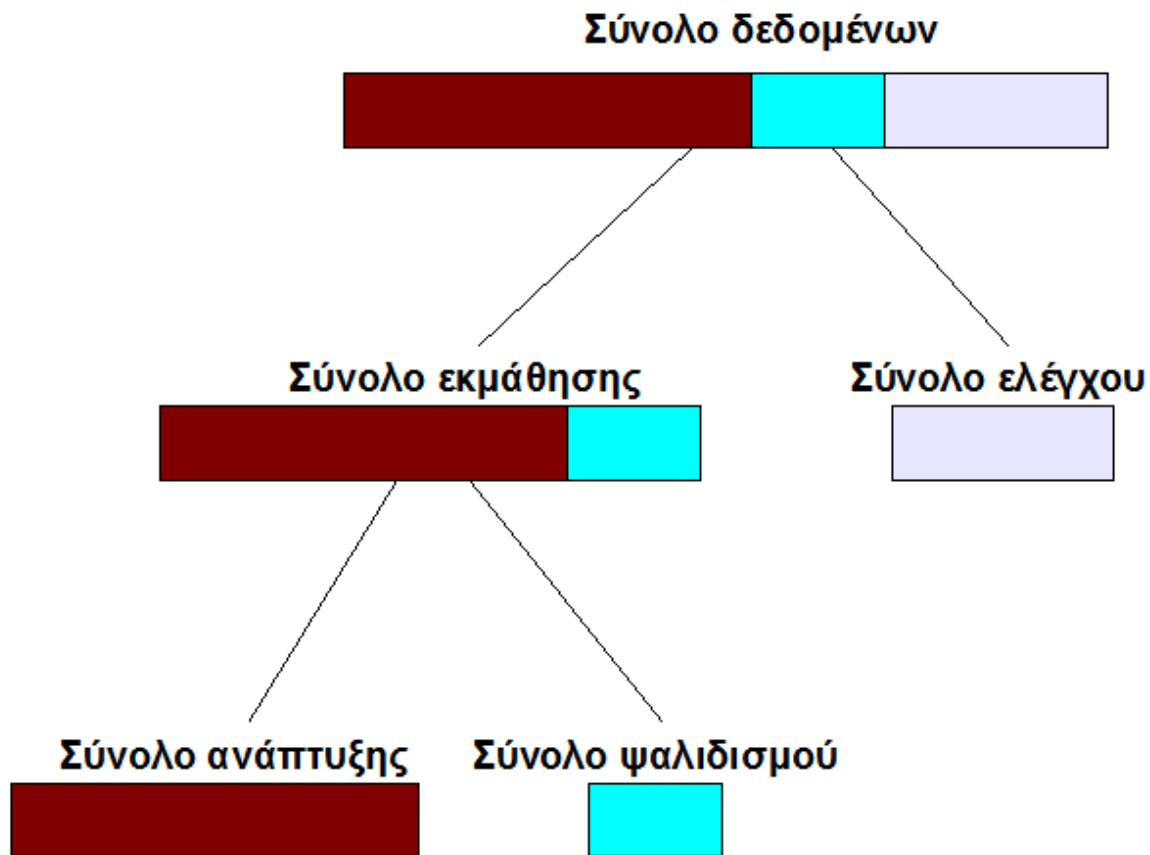 Σύνολο δεδομένων
Σύνολο εκμάθησης
Σύνολο ελέγχου
Σύνολο ανάπτυξης
Σύνολο ψαλιδισμού